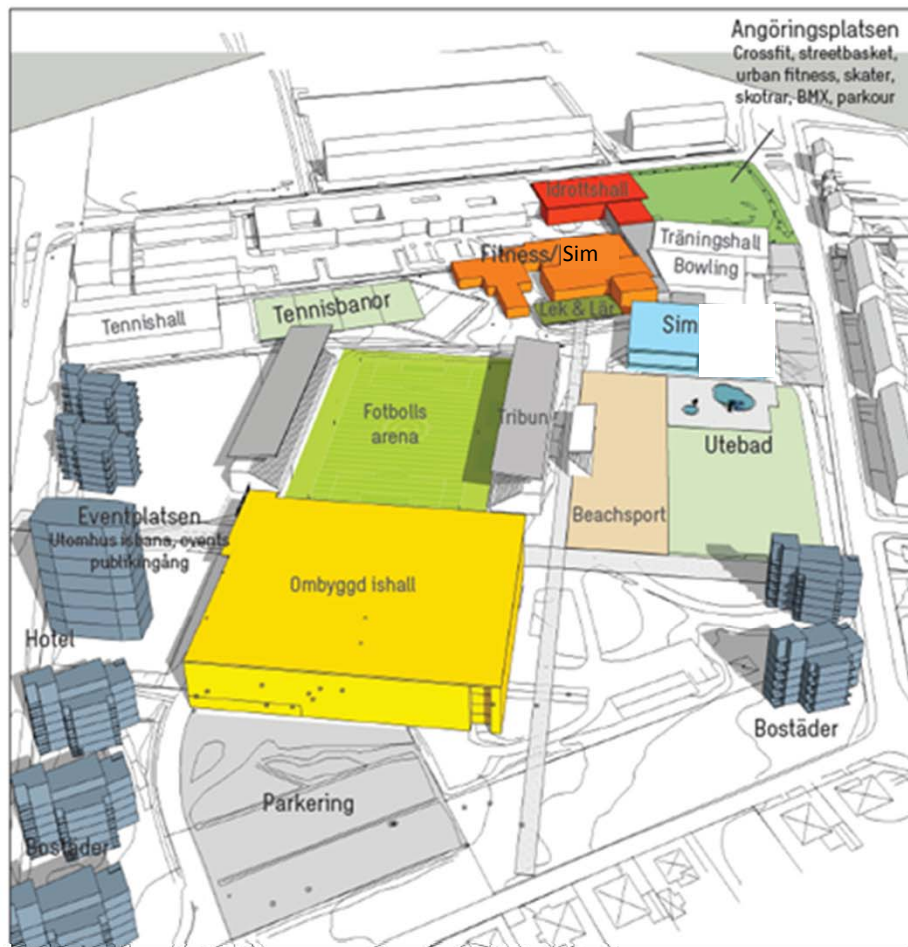 Angöringsplatsen
Crossfit, streetbasket,
urban fitness, skater,
skotrar, BMX, parkour
Idrottshall
Träningshall
Bowling
Fitness/Sim
Lek & Lär
Tennishall
Tennisbanor
Sim
Fotbolls
arena
Tribun
Utebad
Beachsport
Eventplatsen
Utomhus isbana, events
publikingång
Ombyggd ishall
Hotel
Bostäder
Parkering
Bostäder